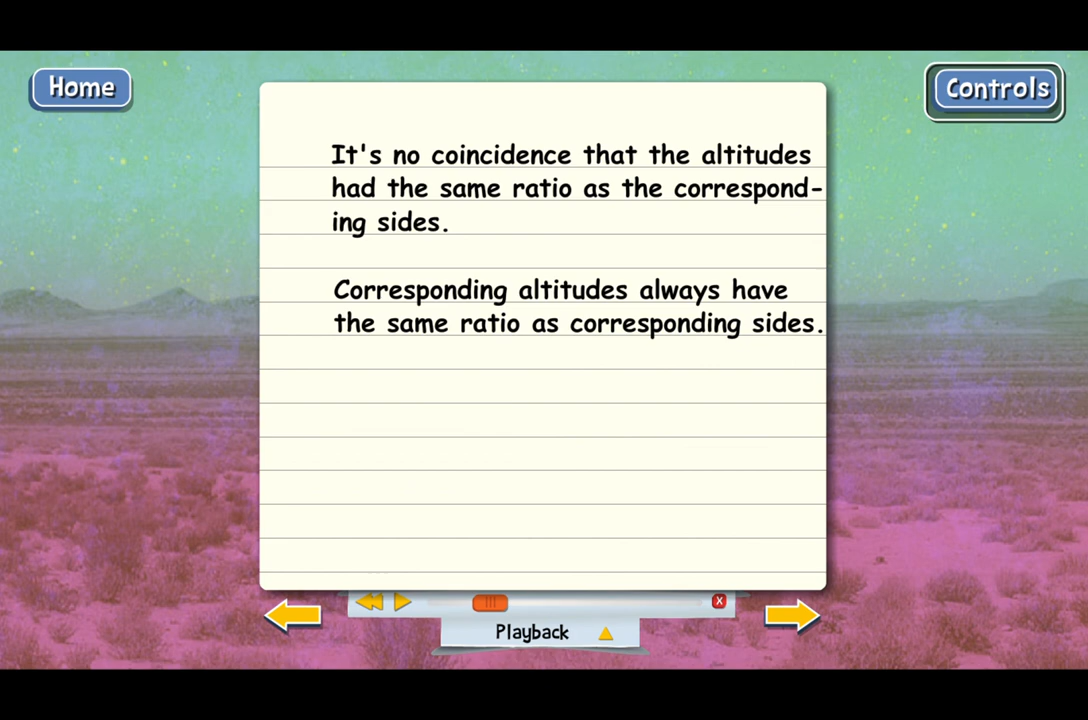 Home
Controls
It's no coincidence that the altitudes
had the same ratio as the correspond-
ing sides.
Corresponding altitudes always have
the same ratio as corresponding sides.
X
Playback